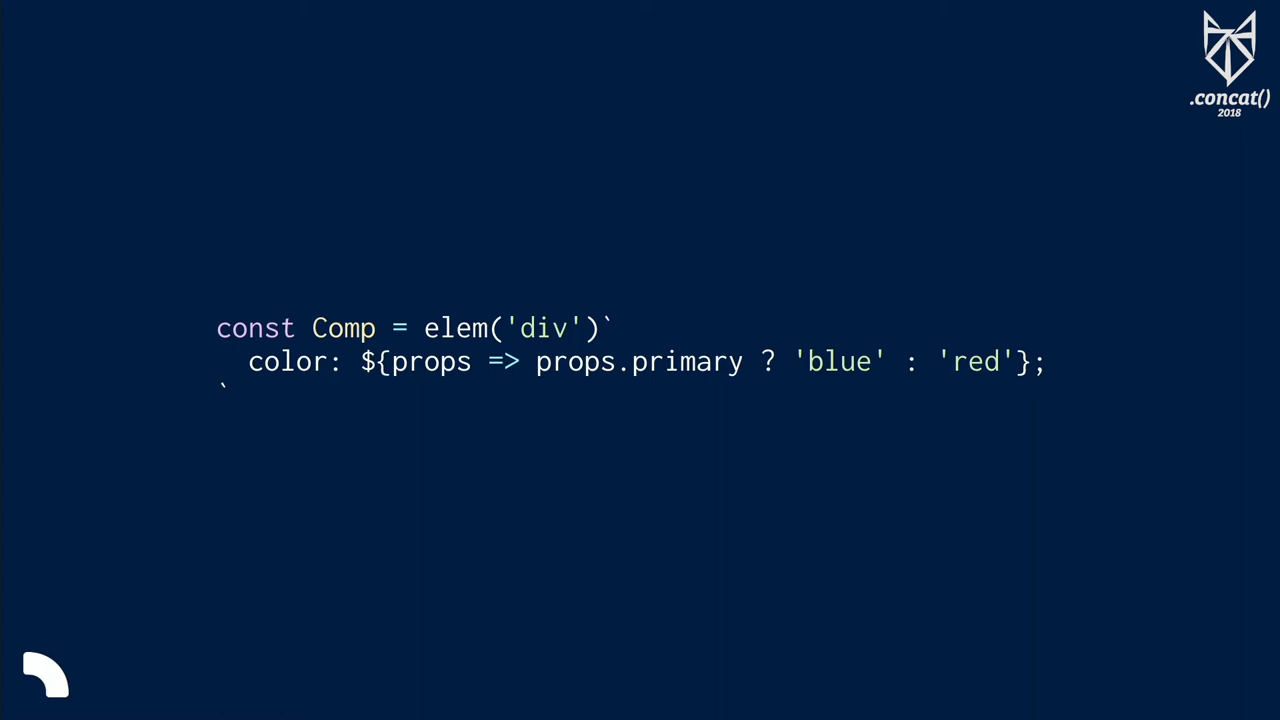 .concat()
2018
const Comp = elem('div')`
  color: ${props => props.primary ? 'blue' : 'red'};
`